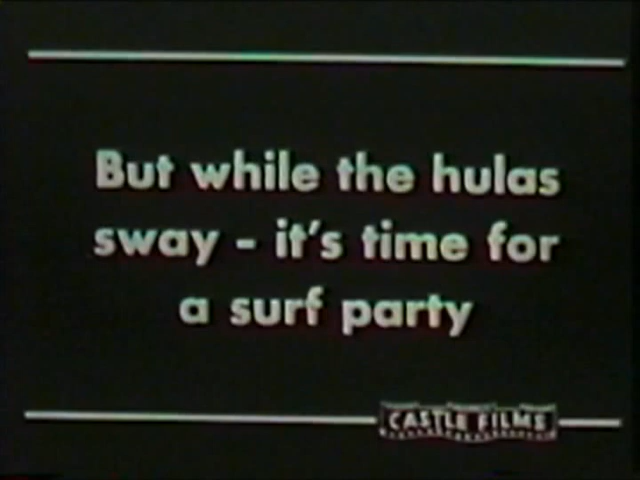 But while the hulas
sway - it's time for
a surf party
CASTLE FILMS